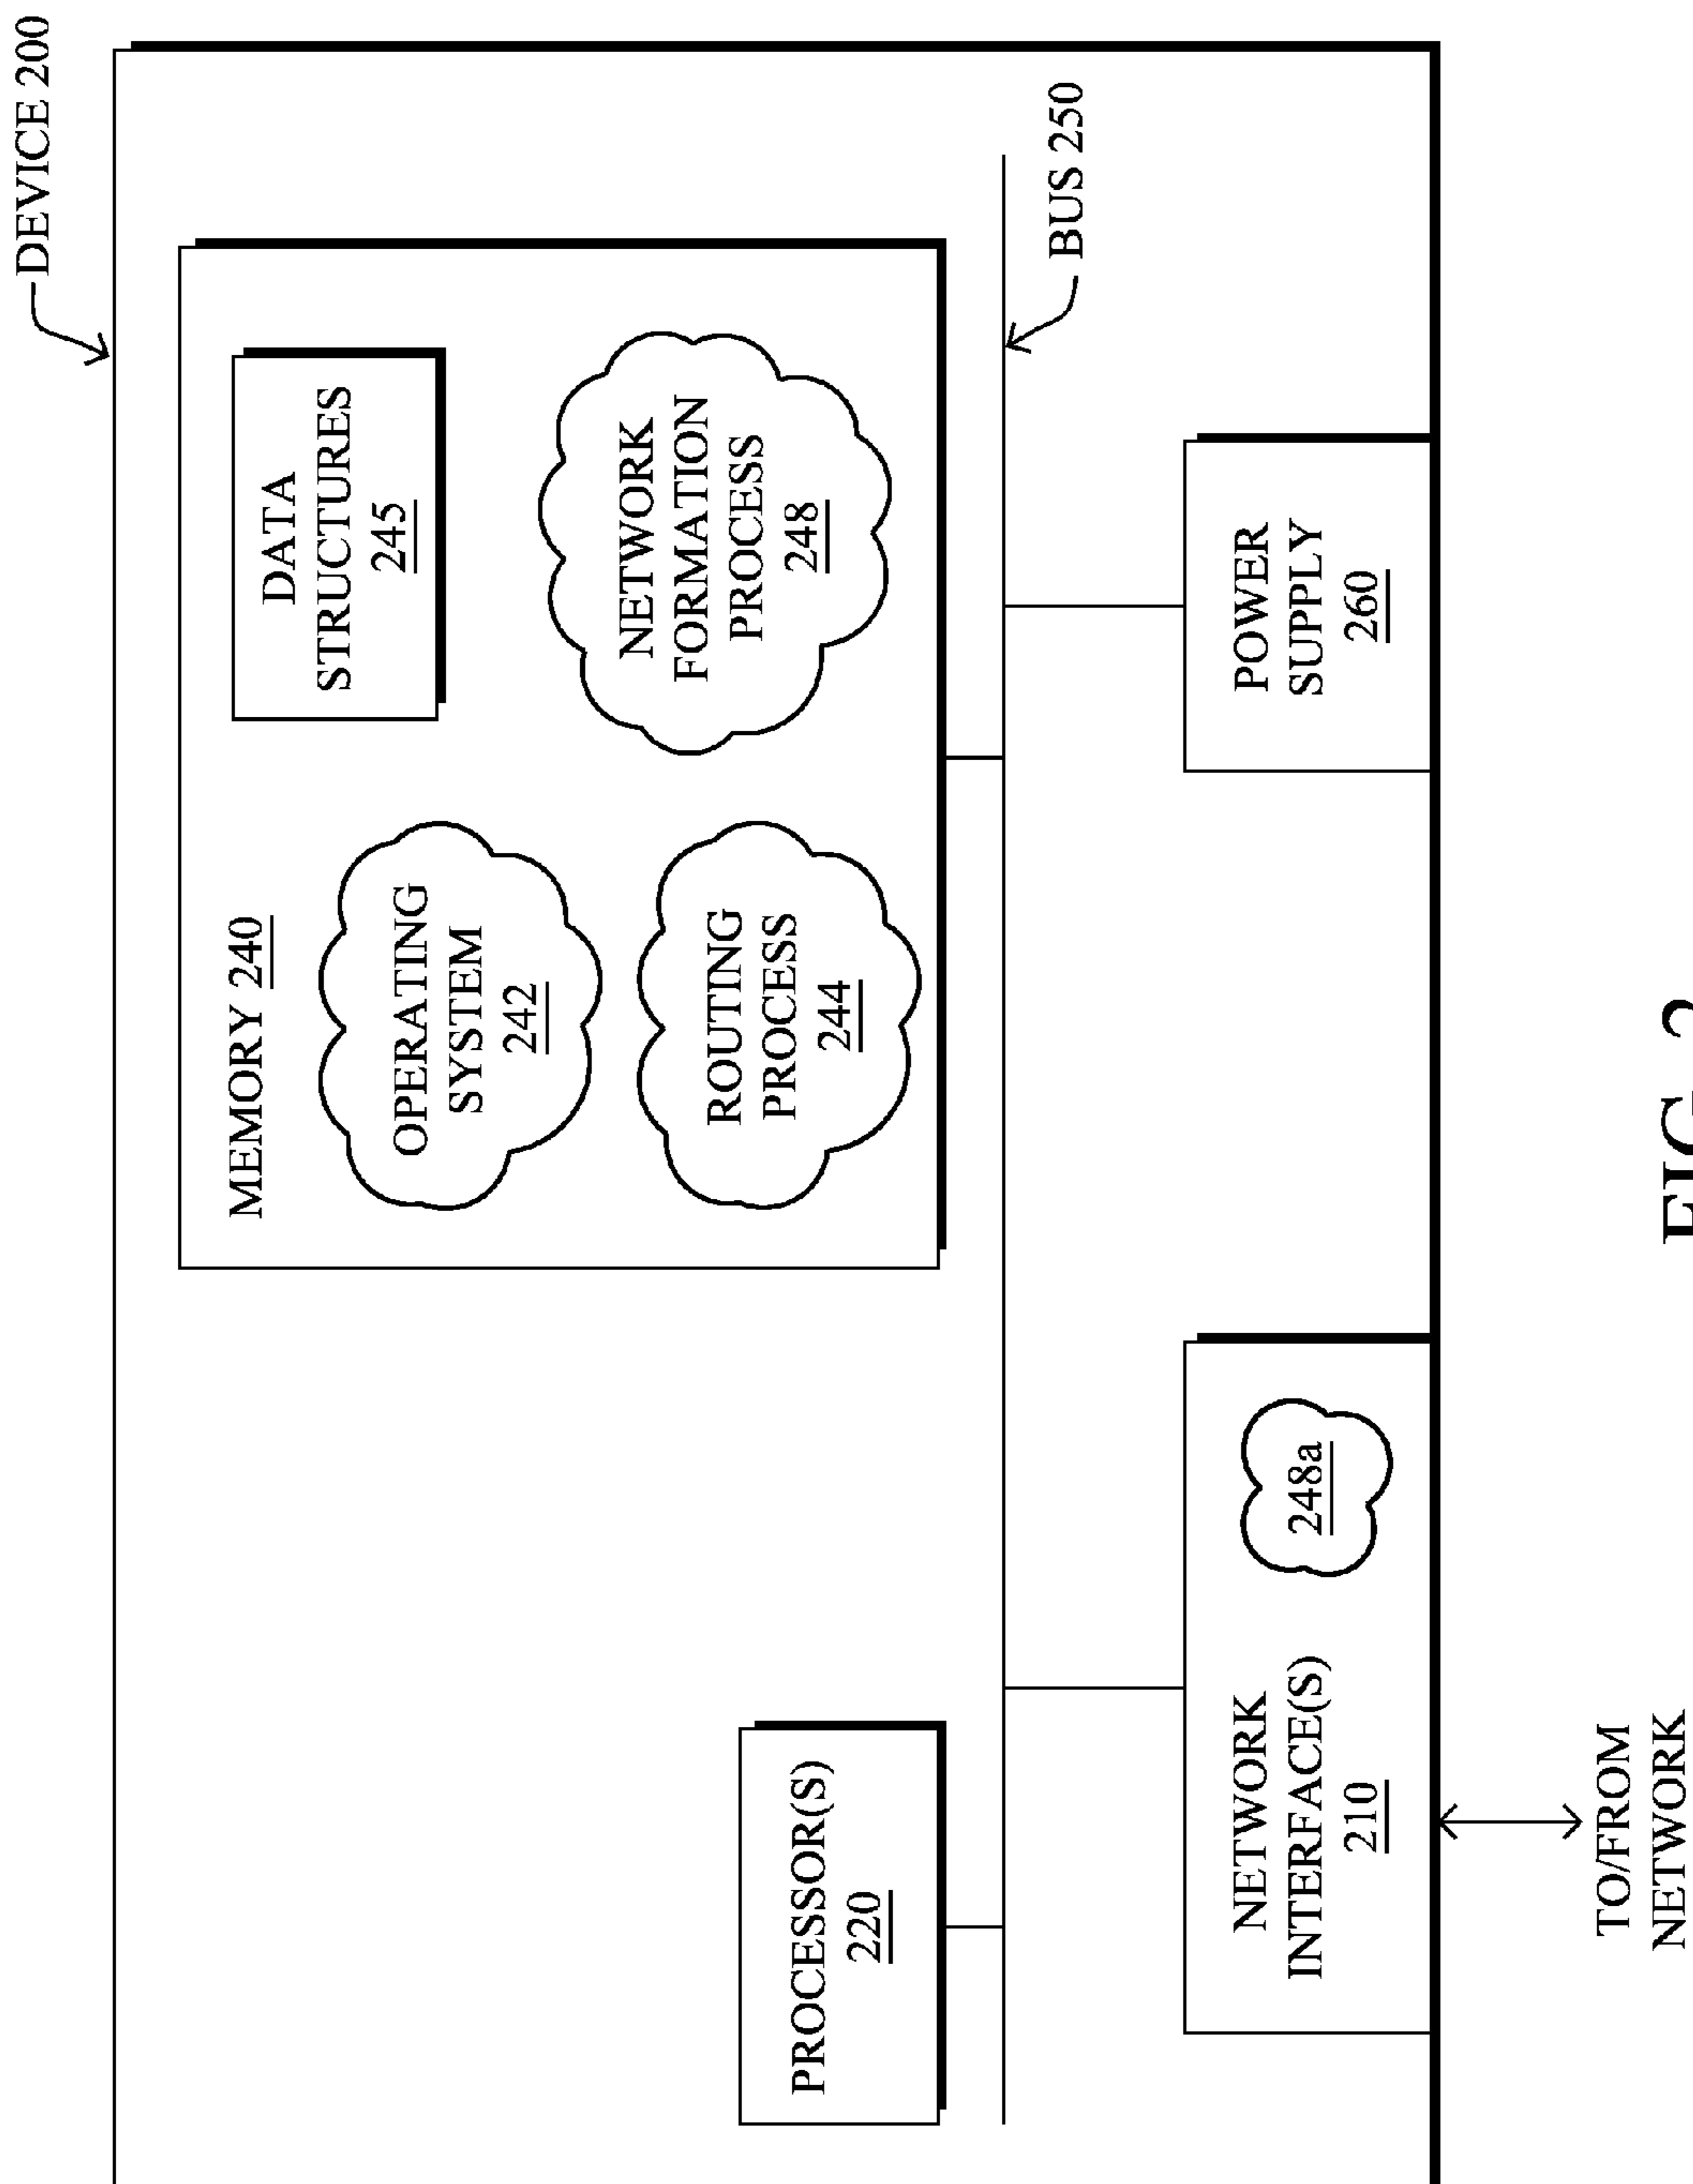 DEVICE 200
MEMORY 240
OPERATING
SYSTEM
242
ROUTING
PROCESS
244
DATA
STRUCTURES
245
NETWORK
FORMATION
PROCESS
248
PROCESSOR(S)
220
BUS 250
NETWORK
INTERFACE(S)
210
248a
POWER
SUPPLY
260
TO/FROM
NETWORK